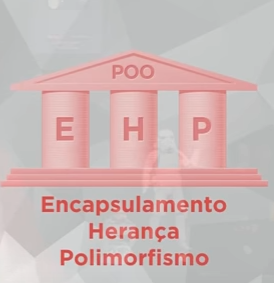 POO
E H P
Encapsulamento
Herança
Polimorfismo